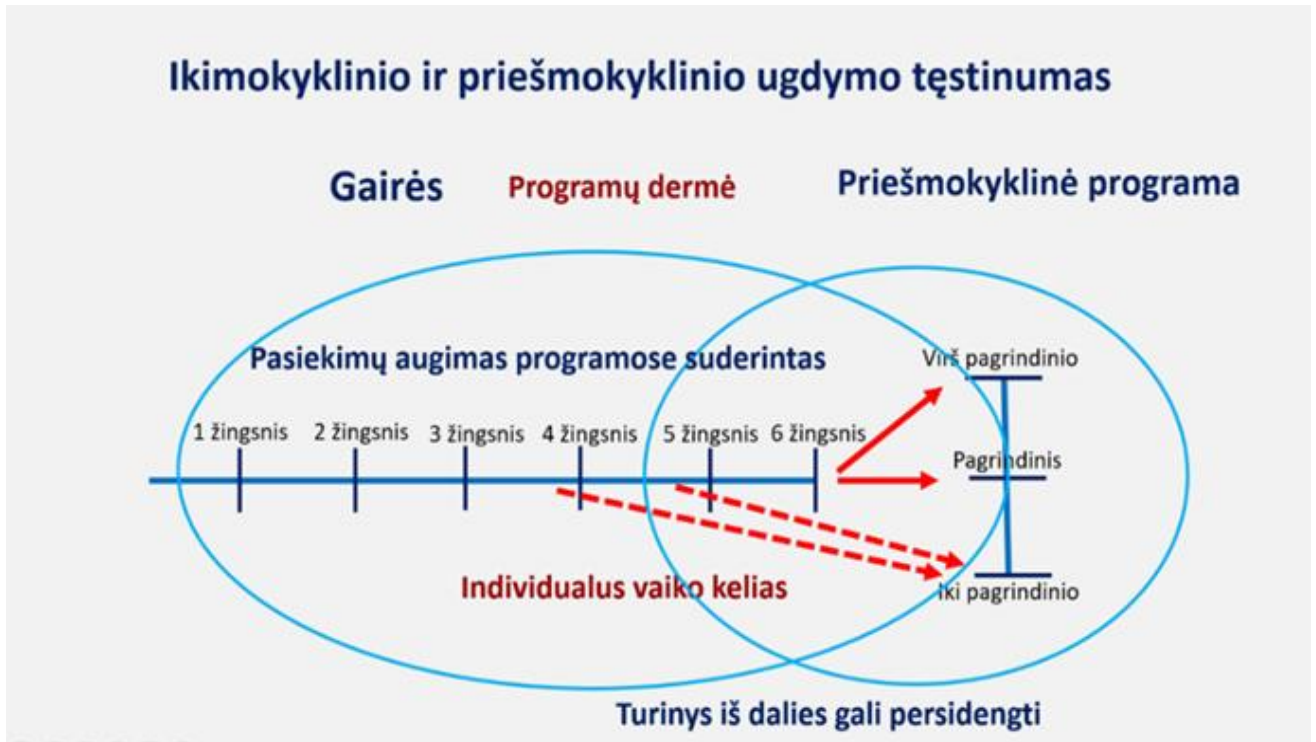 Ikimokyklinio ir priešmokyklinio ugdymo tęstinumas
Gairės
Programų dermė
Priešmokyklinė programa
Pasiekimų augimas programose suderintas
Virš pagrindinio
1 žingsnis
2 žingsnis
3 žingsnis
4 žingsnis
5 žingsnis
6 žingsnis
Pagrindinis
Individualus vaiko kelias
Iki pagrindinio
Turinys iš dalies gali persidengti